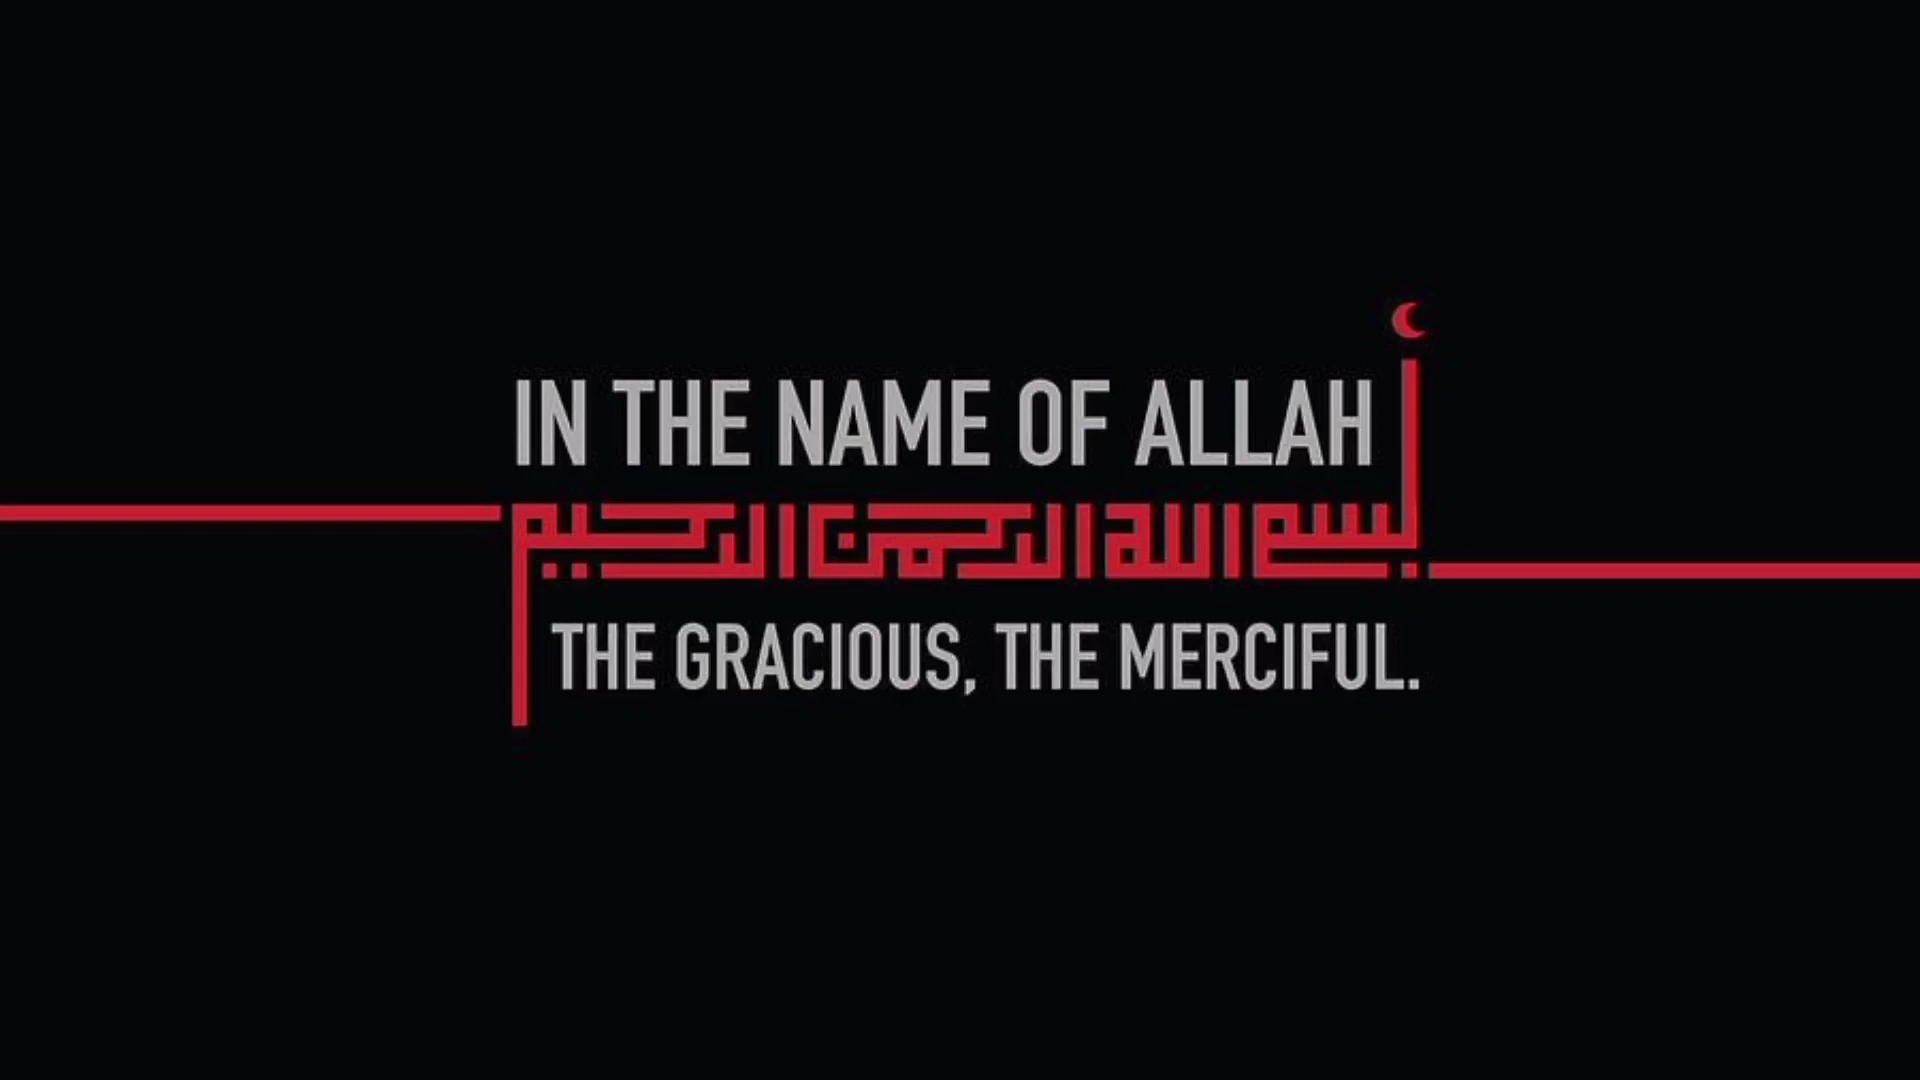 IN THE NAME OF ALLAH
بسم الله الرحمن الرحيم
THE GRACIOUS, THE MERCIFUL.